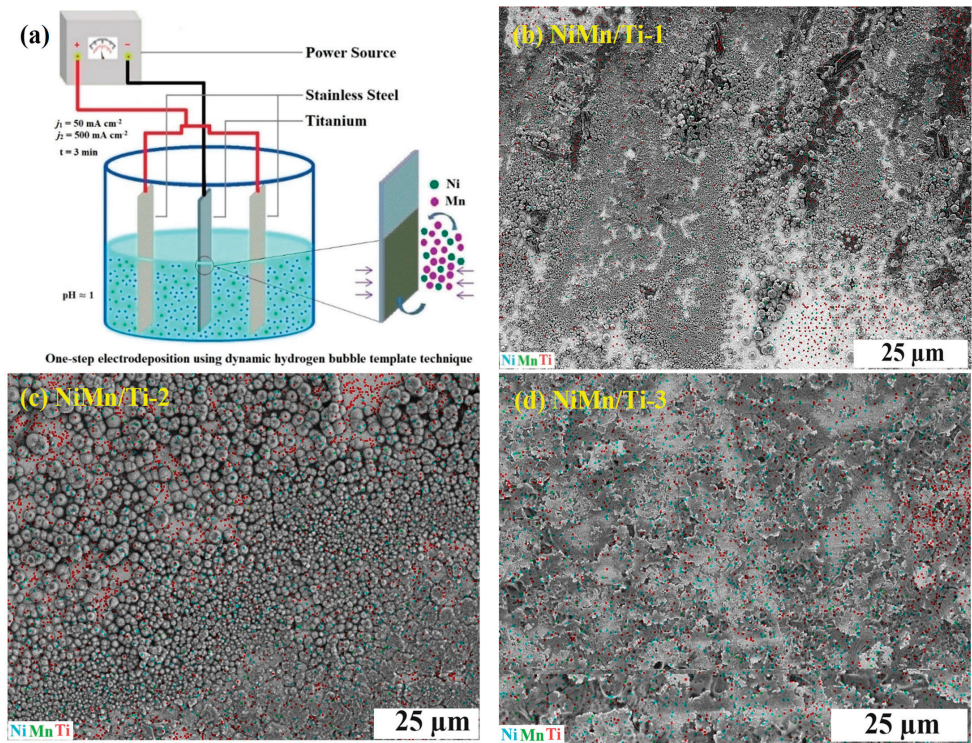 (a)
+ −
Power Source
Stainless Steel
Titanium
j₁ = 50 mA cm⁻²
j₂ = 500 mA cm⁻²
t = 3 min
Ni
Mn
pH ≈ 1
One-step electrodeposition using dynamic hydrogen bubble template technique
(b) NiMn/Ti-1
Ni Mn Ti
25 µm
(c) NiMn/Ti-2
Ni Mn Ti
25 µm
(d) NiMn/Ti-3
Ni Mn Ti
25 µm